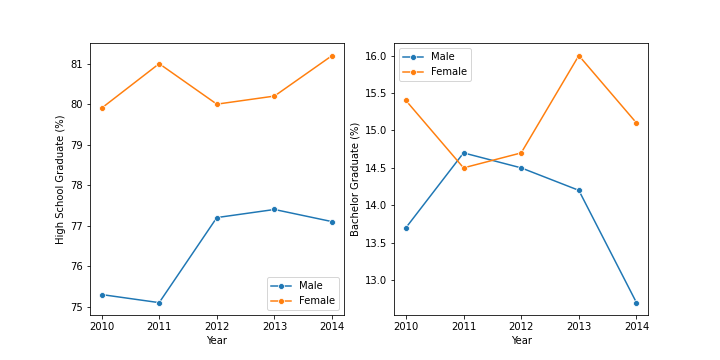 High School Graduate (%)
81
80
79
78
77
76
75
2010 2011 2012 2013 2014
Year
Male
Female
Bachelor Graduate (%)
16.0
15.5
15.0
14.5
14.0
13.5
13.0
2010 2011 2012 2013 2014
Year
Male
Female